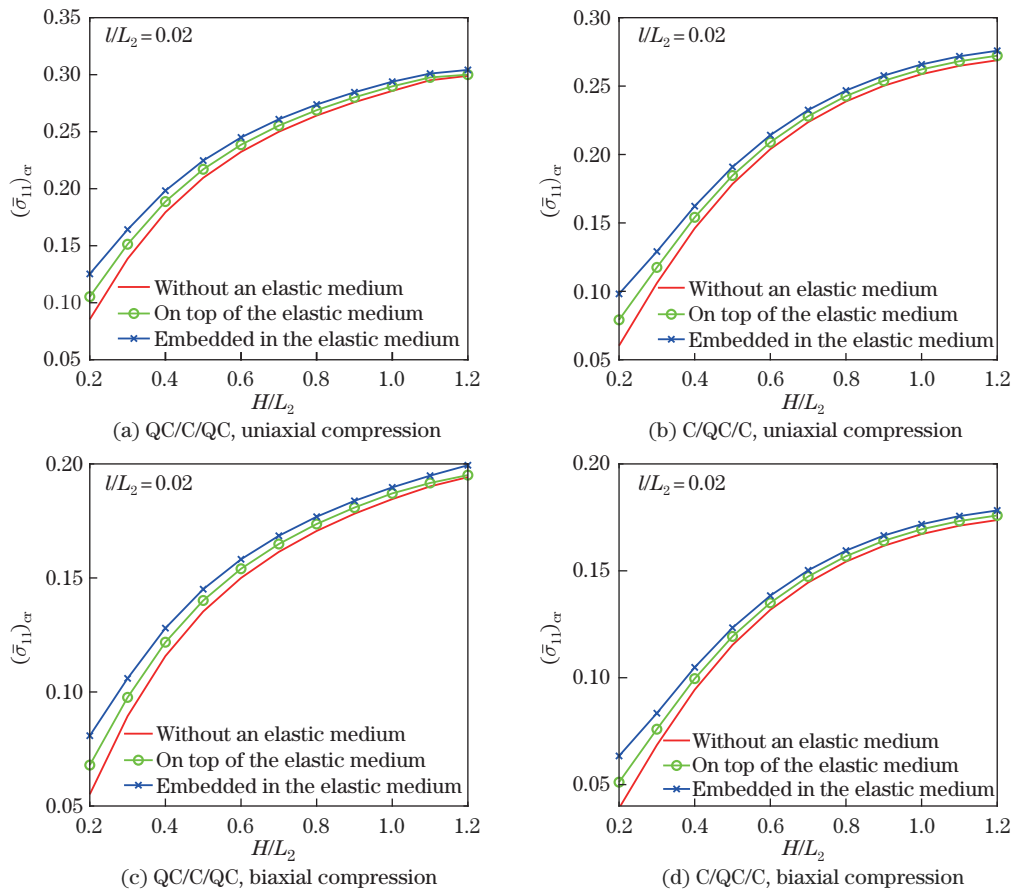 0.35
l/L₂=0.02
0.30
0.25
0.20
0.15
0.10
0.05
(σ̄₁₁)cr
Without an elastic medium
On top of the elastic medium
Embedded in the elastic medium
0.2 0.4 0.6 0.8 1.0 1.2
H/L₂
(a) QC/C/QC, uniaxial compression
0.30
l/L₂=0.02
0.25
0.20
0.15
0.10
0.05
(σ̄₁₁)cr
Without an elastic medium
On top of the elastic medium
Embedded in the elastic medium
0.2 0.4 0.6 0.8 1.0 1.2
H/L₂
(b) C/QC/C, uniaxial compression
0.20
l/L₂=0.02
0.15
0.10
0.05
(σ̄₁₁)cr
Without an elastic medium
On top of the elastic medium
Embedded in the elastic medium
0.2 0.4 0.6 0.8 1.0 1.2
H/L₂
(c) QC/C/QC, biaxial compression
0.20
l/L₂=0.02
0.15
0.10
0.05
(σ̄₁₁)cr
Without an elastic medium
On top of the elastic medium
Embedded in the elastic medium
0.2 0.4 0.6 0.8 1.0 1.2
H/L₂
(d) C/QC/C, biaxial compression